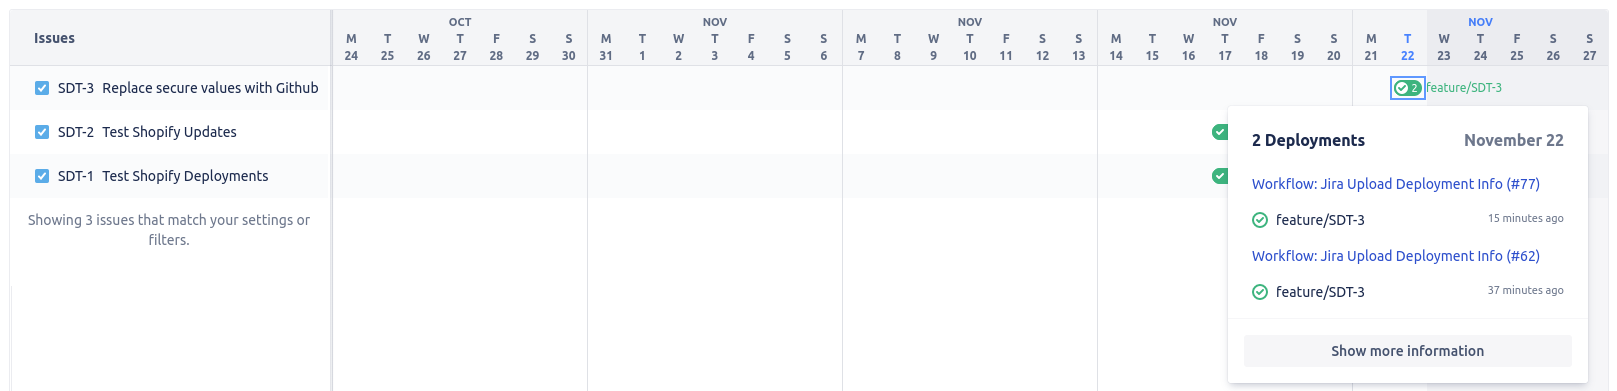 Issues
OCT NOV NOV NOV NOV
M T W T F S S M T W T F S S M T W T F S S M T W T F S S M T W T F S S
24 25 26 27 28 29 30 31 1 2 3 4 5 6 7 8 9 10 11 12 13 14 15 16 17 18 19 20 21 22 23 24 25 26 27
SDT-3 Replace secure values with Github
2 feature/SDT-3
SDT-2 Test Shopify Updates
SDT-1 Test Shopify Deployments
Showing 3 issues that match your settings or
filters.
2 Deployments November 22
Workflow: Jira Upload Deployment Info (#77)
feature/SDT-3 15 minutes ago
Workflow: Jira Upload Deployment Info (#62)
feature/SDT-3 37 minutes ago
Show more information